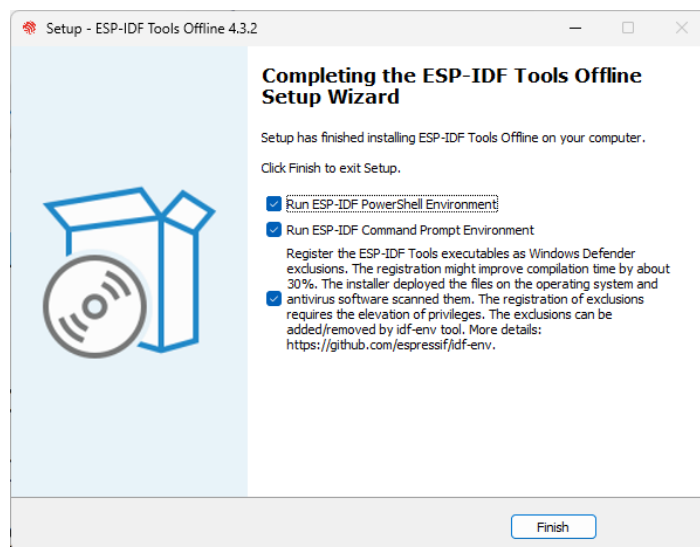 Setup - ESP-IDF Tools Offline 4.3.2
Completing the ESP-IDF Tools Offline
Setup Wizard
Setup has finished installing ESP-IDF Tools Offline on your computer.
Click Finish to exit Setup.
Run ESP-IDF PowerShell Environment
Run ESP-IDF Command Prompt Environment
Register the ESP-IDF Tools executables as Windows Defender
exclusions. The registration might improve compilation time by about
30%. The installer deployed the files on the operating system and
antivirus software scanned them. The registration of exclusions
requires the elevation of privileges. The exclusions can be
added/removed by idf-env tool. More details:
https://github.com/espressif/idf-env.
Finish